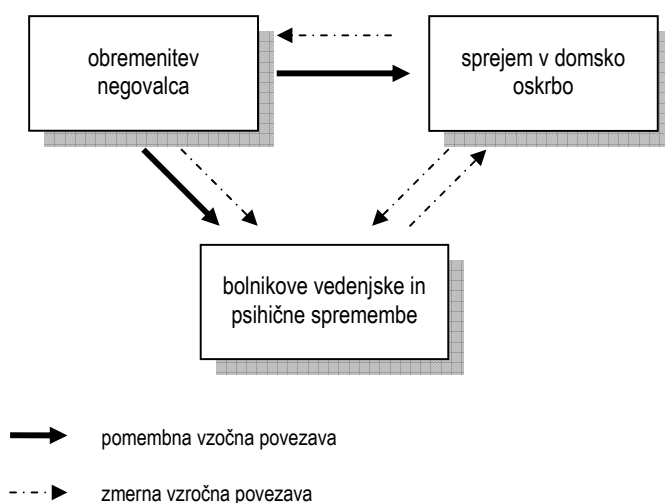 obremenitev
negovalca
sprejem v domsko
oskrbo
bolnikove vedenjske in
psihične spremembe
pomembna vzočna povezava
zmerna vzročna povezava